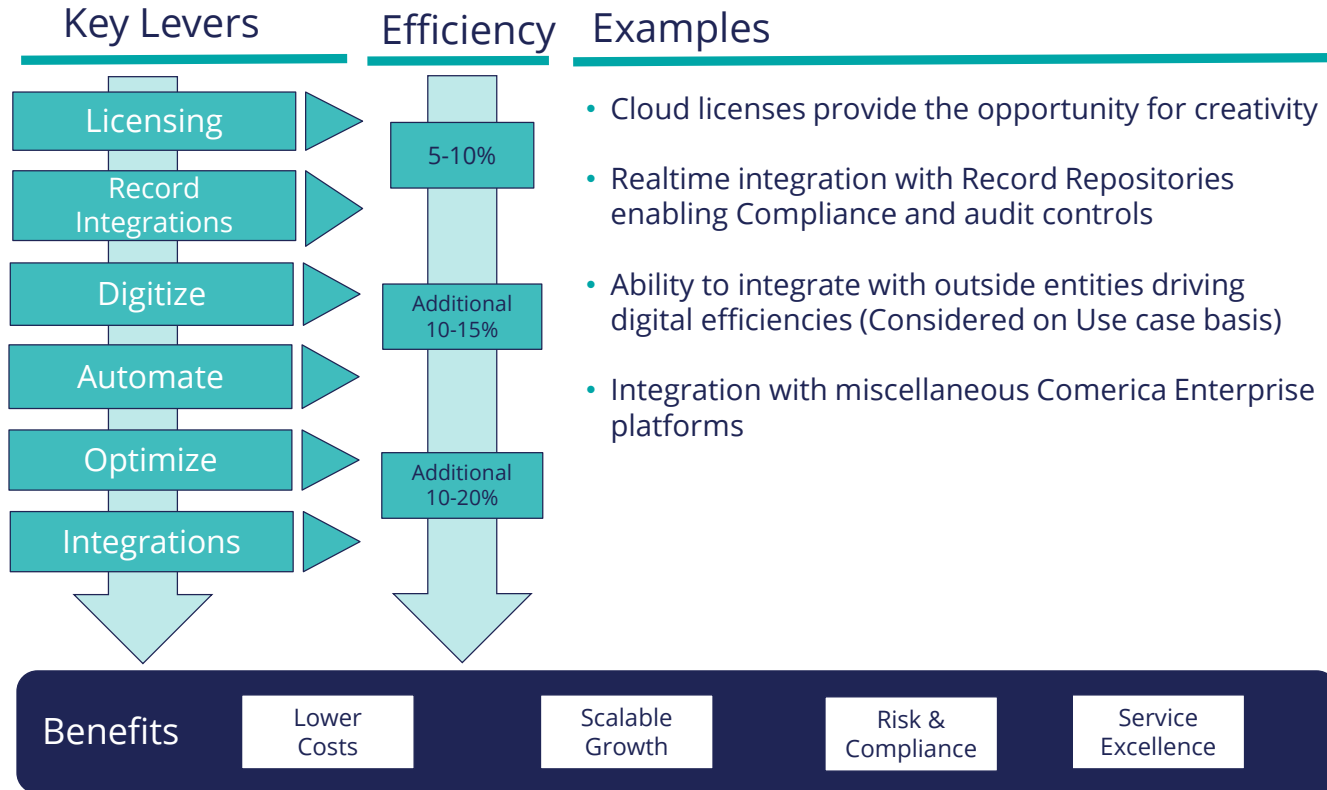 Key Levers
Efficiency
Examples
Licensing
Record
Integrations
Digitize
Automate
Optimize
Integrations
5-10%
Additional
10-15%
Additional
10-20%
• Cloud licenses provide the opportunity for creativity
• Realtime integration with Record Repositories
enabling Compliance and audit controls
• Ability to integrate with outside entities driving
digital efficiencies (Considered on Use case basis)
• Integration with miscellaneous Comerica Enterprise
platforms
Benefits
Lower
Costs
Scalable
Growth
Risk &
Compliance
Service
Excellence